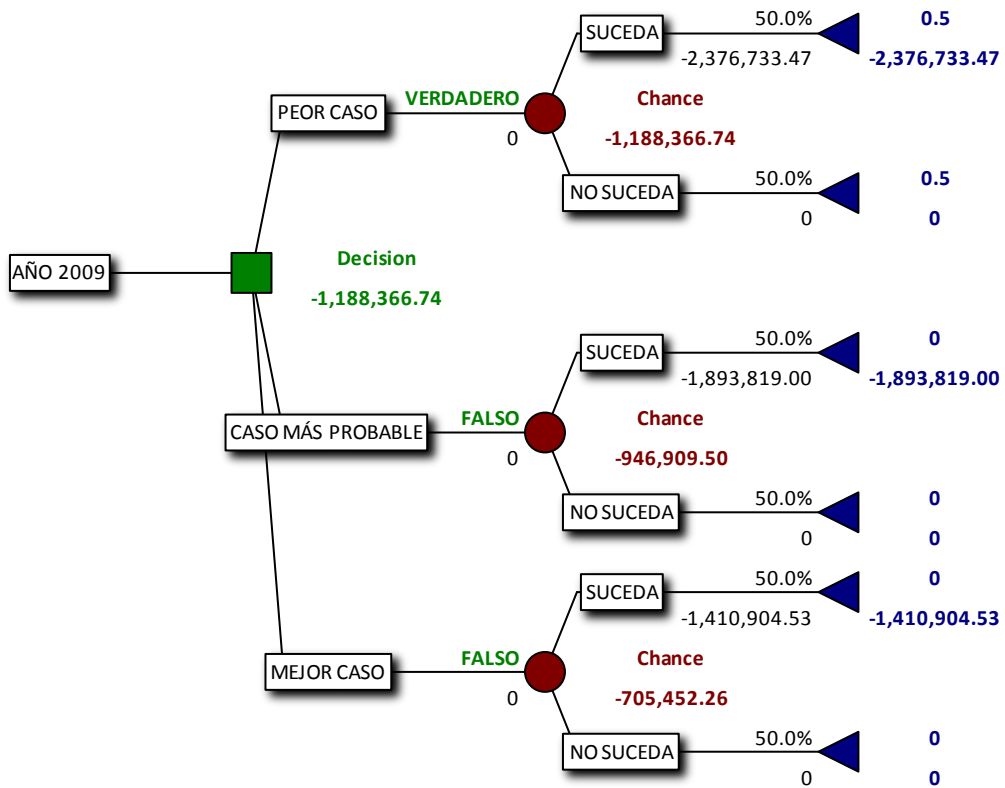 50.0% 0.5
SUCEDA
-2,376,733.47 -2,376,733.47
VERDADERO Chance
PEOR CASO
0 -1,188,366.74
50.0% 0.5
NO SUCEDA
0 0
Decision
AÑO 2009
-1,188,366.74
50.0% 0
SUCEDA
-1,893,819.00 -1,893,819.00
FALSO Chance
CASO MÁS PROBABLE
0 -946,909.50
50.0% 0
NO SUCEDA
0 0
50.0% 0
SUCEDA
-1,410,904.53 -1,410,904.53
FALSO Chance
MEJOR CASO
0 -705,452.26
50.0% 0
NO SUCEDA
0 0